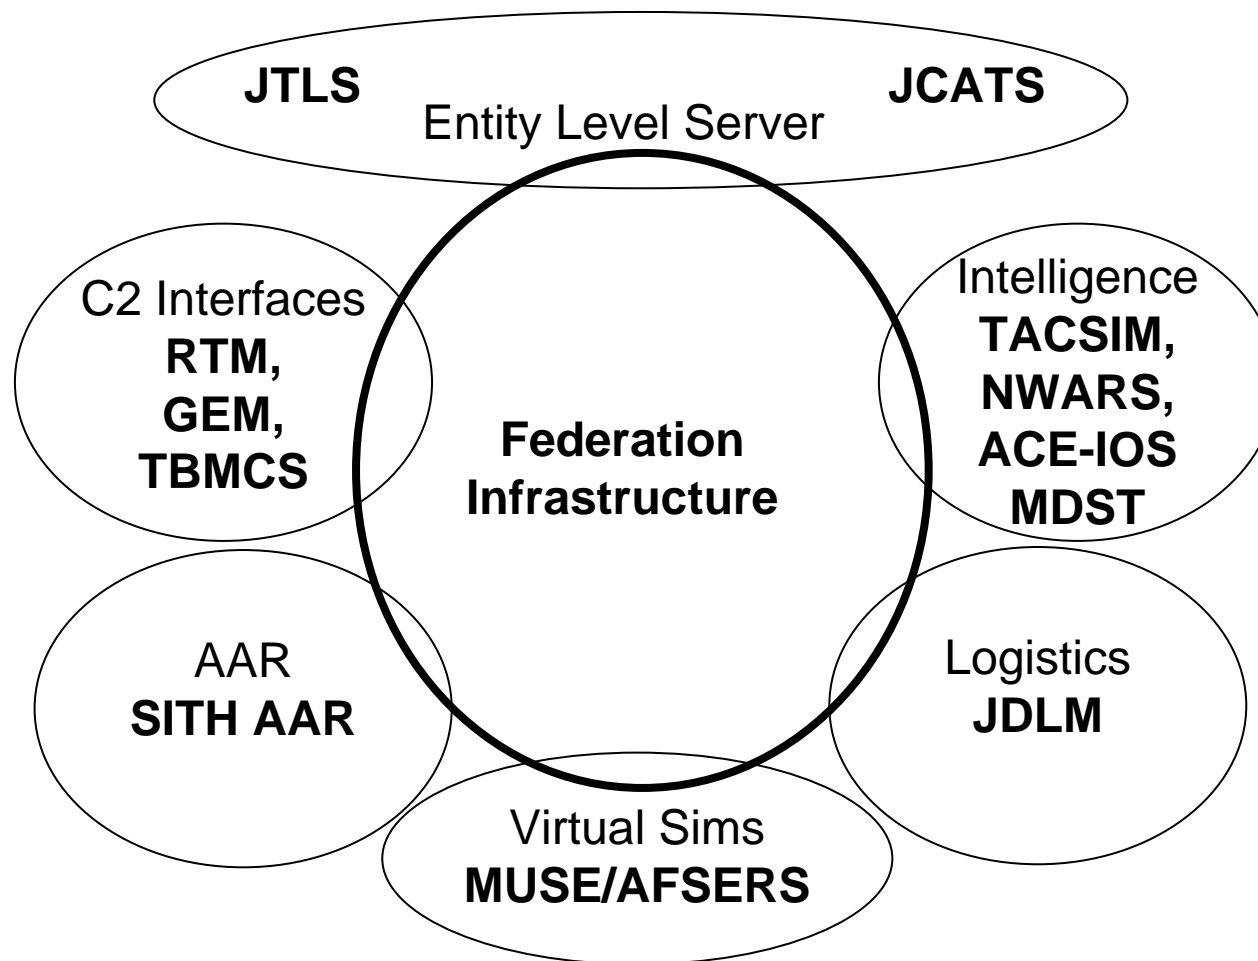 JTLS JCATS
Entity Level Server
C2 Interfaces
RTM,
GEM,
TBMCS
Intelligence
TACSIM,
NWARS,
ACE-IOS
MDST
Federation
Infrastructure
AAR
SITH AAR
Logistics
JDLM
Virtual Sims
MUSE/AFSERS